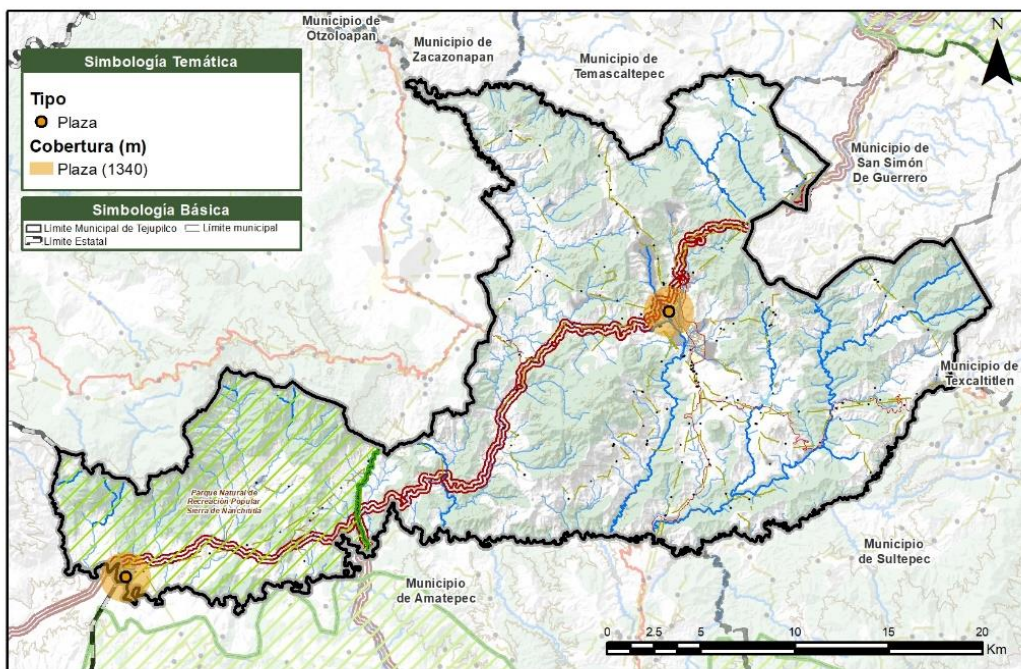 Municipio de
Otzoloapan
Municipio de
Zacazonapan
Municipio de
Temascaltepec
N
Simbología Temática
Tipo
Plaza
Cobertura (m)
Plaza (1340)
Municipio de
San Simón
De Guerrero
Simbología Básica
Límite Municipal de Tejupilco
Límite municipal
Límite Estatal
Municipio de
Texcaltitlen
Parque Natural de
Recreación Popular
Sierra de Nanchititla
Municipio
de Sultepec
Municipio
de Amatepec
0 2.5 5 10 15 20
Km